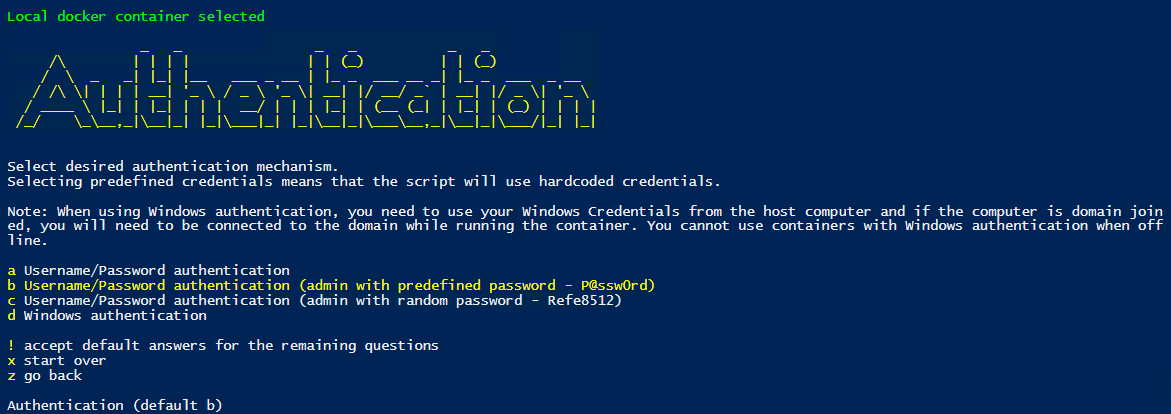 Local docker container selected
Authentication
Select desired authentication mechanism.
Selecting predefined credentials means that the script will use hardcoded credentials.
Note: When using Windows authentication, you need to use your Windows Credentials from the host computer and if the computer is domain join
ed, you will need to be connected to the domain while running the container. You cannot use containers with Windows authentication when off
line.
a Username/Password authentication
b Username/Password authentication (admin with predefined password - P@ssw0rd)
c Username/Password authentication (admin with random password - Refe8512)
d Windows authentication
! accept default answers for the remaining questions
x start over
z go back
Authentication (default b)